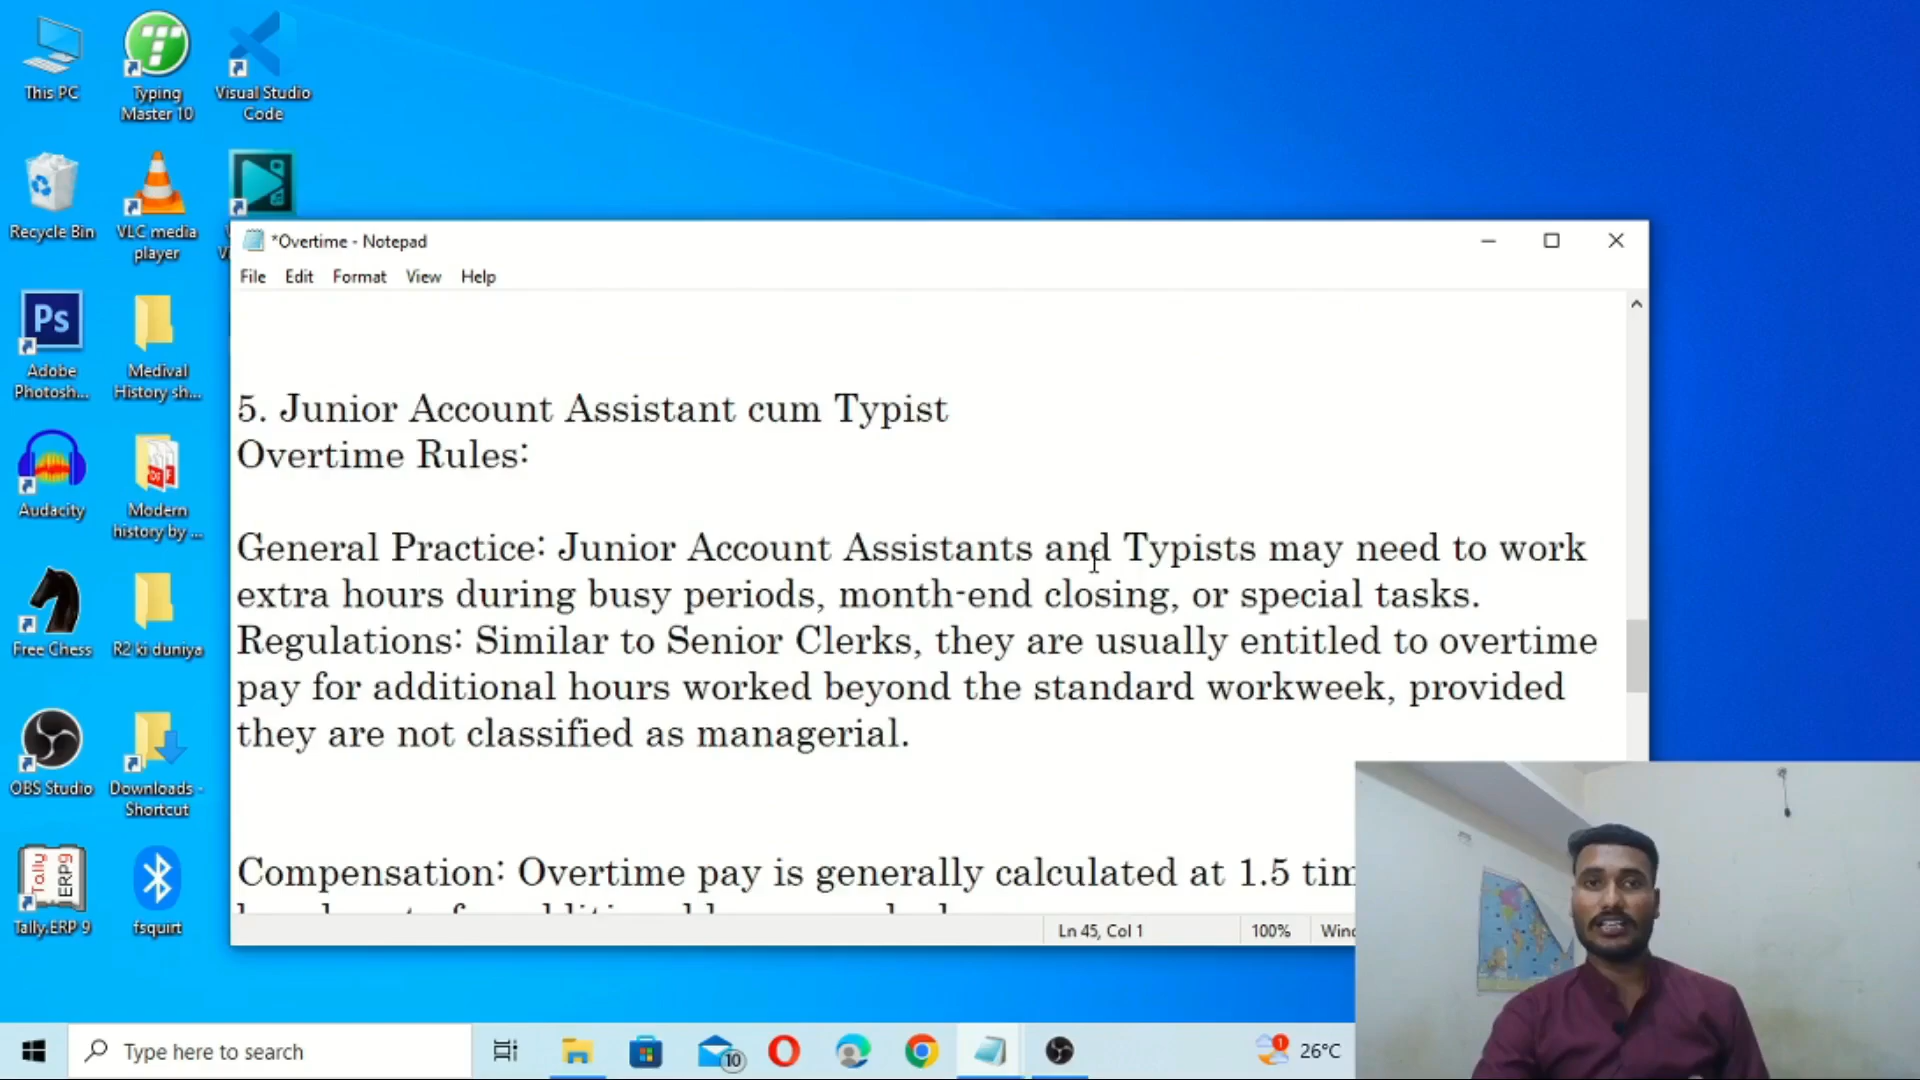 This PC
Typing
Master 10
Visual Studio
Code
Recycle Bin
VLC media
player
*Overtime - Notepad
File Edit Format View Help
Ps
Adobe
Photosh...
Medival
History sh...
5. Junior Account Assistant cum Typist
Overtime Rules:
Audacity
Modern
history by ...
General Practice: Junior Account Assistants and Typists may need to work
extra hours during busy periods, month-end closing, or special tasks.
Regulations: Similar to Senior Clerks, they are usually entitled to overtime
pay for additional hours worked beyond the standard workweek, provided
they are not classified as managerial.
Free Chess
R2 ki duniya
OBS Studio
Downloads -
Shortcut
Compensation: Overtime pay is generally calculated at 1.5 tim
Tally ERP9
Tally.ERP 9
fsquirt
Ln 45, Col 1
100%
Wind
Type here to search
10
1
26°C